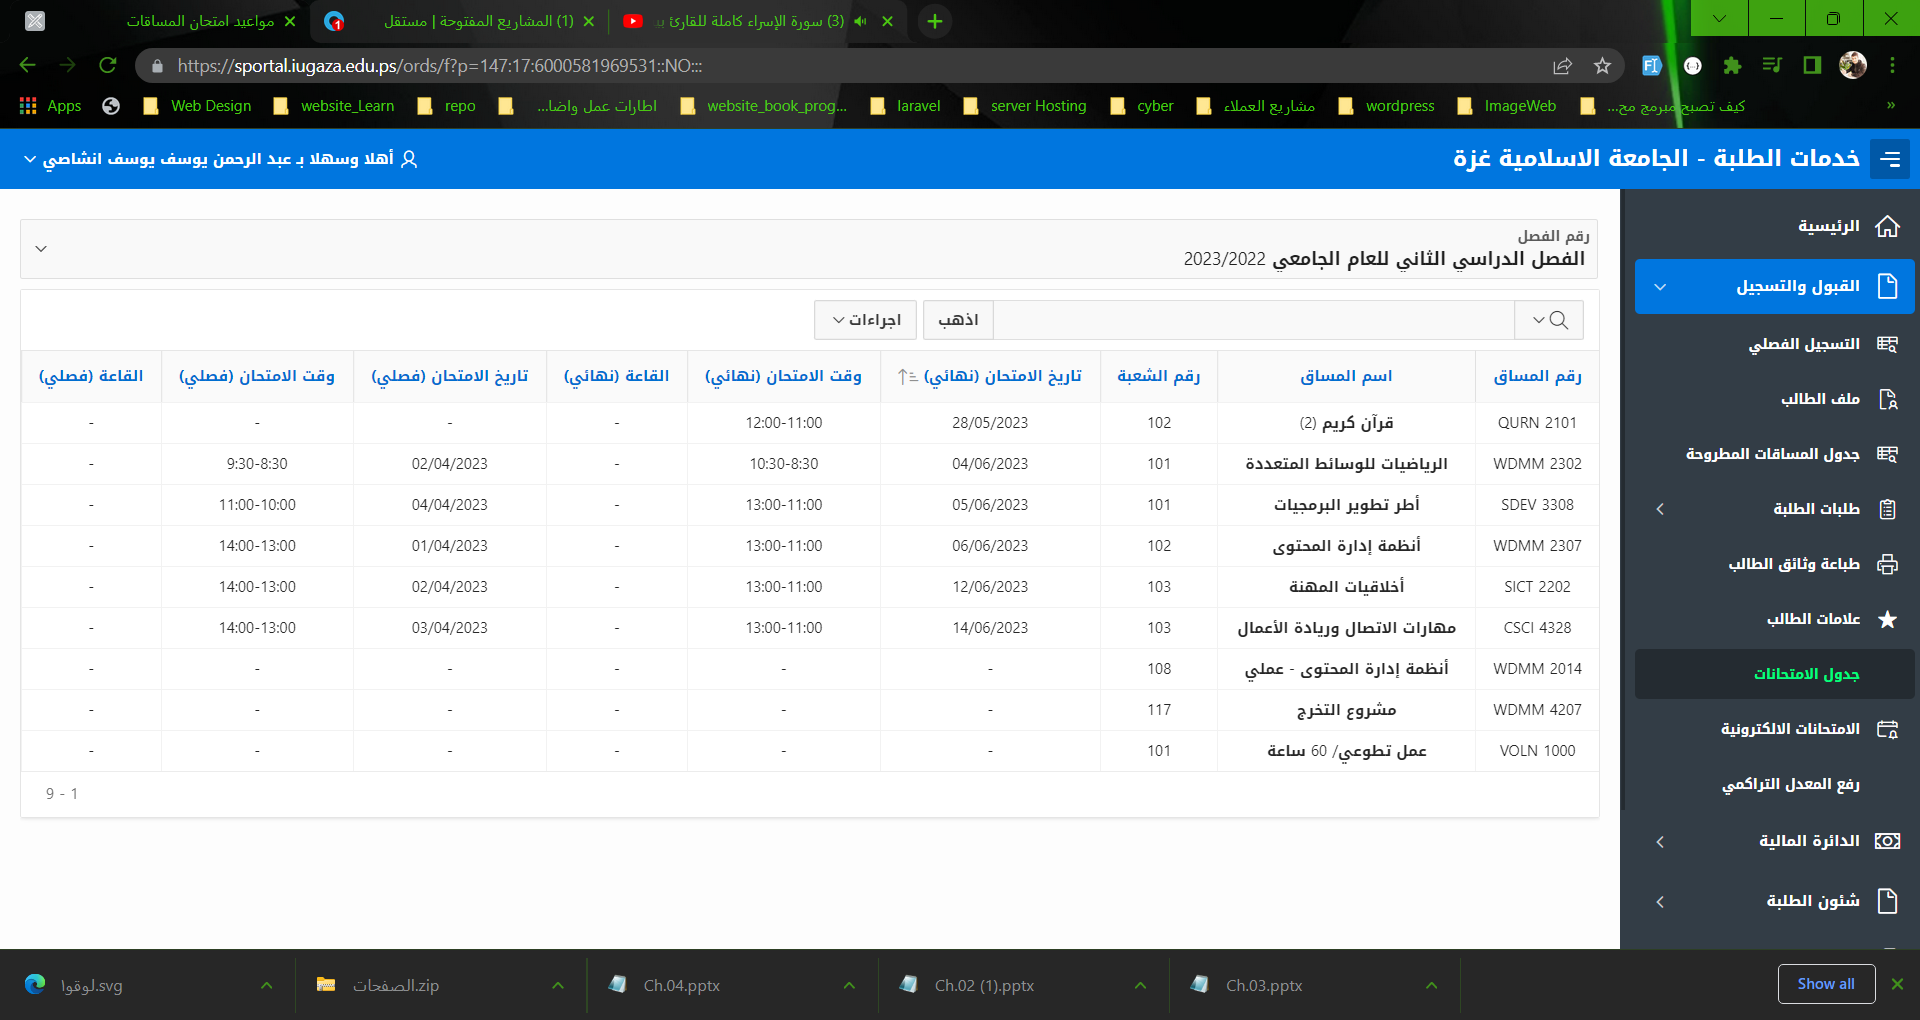 مواعيد امتحان المساقات
(1) المشاريع المفتوحة | مستقل
(3) سورة الإسراء كاملة للقارئ
https://sportal.iugaza.edu.ps/ords/f?p=147:17:6000581969531::NO:::
Apps
Web Design
website_Learn
repo
اطارات عمل واضا...
website_book_prog...
laravel
server Hosting
cyber
مشاريع العملاء
wordpress
ImageWeb
كيف تصبح مبرمج مح...
»
خدمات الطلبة - الجامعة الاسلامية غزة
أهلا وسهلا بـ عبد الرحمن يوسف يوسف انشاصي
الرئيسية
القبول والتسجيل
التسجيل الفصلي
ملف الطالب
جدول المساقات المطروحة
طلبات الطلبة
طباعة وثائق الطالب
علامات الطالب
جدول الامتحانات
الامتحانات الالكترونية
رفع المعدل التراكمي
الدائرة المالية
شئون الطلبة
رقم الفصل
الفصل الدراسي الثاني للعام الجامعي 2023/2022
اذهب
اجراءات
رقم المساق اسم المساق رقم الشعبة تاريخ الامتحان (نهائي) وقت الامتحان (نهائي) القاعة (نهائي) تاريخ الامتحان (فصلي) وقت الامتحان (فصلي) القاعة (فصلي)
QURN 2101 قرآن كريم (2) 102 28/05/2023 12:00-11:00 - - - -
WDMM 2302 الرياضيات للوسائط المتعددة 101 04/06/2023 10:30-8:30 - 02/04/2023 9:30-8:30 -
SDEV 3308 أطر تطوير البرمجيات 101 05/06/2023 13:00-11:00 - 04/04/2023 11:00-10:00 -
WDMM 2307 أنظمة إدارة المحتوى 102 06/06/2023 13:00-11:00 - 01/04/2023 14:00-13:00 -
SICT 2202 أخلاقيات المهنة 103 12/06/2023 13:00-11:00 - 02/04/2023 14:00-13:00 -
CSCI 4328 مهارات الاتصال وريادة الأعمال 103 14/06/2023 13:00-11:00 - 03/04/2023 14:00-13:00 -
WDMM 2014 أنظمة إدارة المحتوى - عملي 108 - - - - - -
WDMM 4207 مشروع التخرج 117 - - - - - -
VOLN 1000 عمل تطوعي/ 60 ساعة 101 - - - - - -
9 - 1
لوقو1.svg
الصفحات.zip
Ch.04.pptx
Ch.02 (1).pptx
Ch.03.pptx
Show all